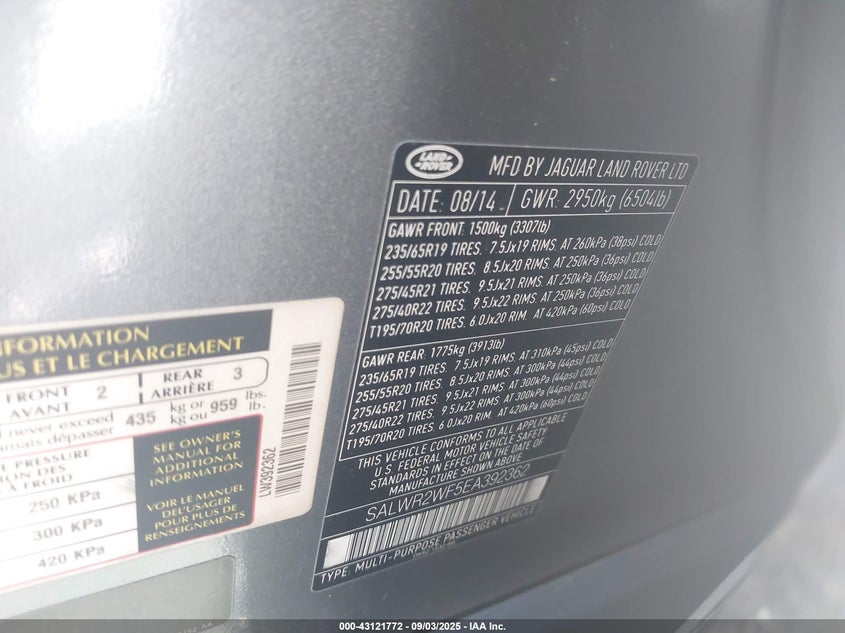 LAND
ROVER
MFD BY JAGUAR LAND ROVER LTD
DATE: 08/14 GWR: 2950kg (6504lb)
GAWR FRONT: 1500kg (3307lb)
235/65R19 TIRES. 7.5Jx19 RIMS. AT 260kPa (38psi) COLD
255/55R20 TIRES. 8.5Jx20 RIMS. AT 250kPa (36psi) COLD
275/45R21 TIRES. 9.5Jx21 RIMS. AT 250kPa (36psi) COLD
275/40R22 TIRES. 9.5Jx22 RIMS. AT 250kPa (36psi) COLD
T195/70R20 TIRES. 6.0Jx20 RIM. AT 420kPa (60psi) COLD
GAWR REAR: 1775kg (3913lb)
235/65R19 TIRES. 7.5Jx19 RIMS. AT 310kPa (45psi) COLD
255/55R20 TIRES. 8.5Jx20 RIMS. AT 300kPa (44psi) COLD
275/45R21 TIRES. 9.5Jx21 RIMS. AT 300kPa (44psi) COLD
275/40R22 TIRES. 9.5Jx22 RIMS. AT 300kPa (44psi) COLD
T195/70R20 TIRES. 6.0Jx20 RIM. AT 420kPa (60psi) COLD
THIS VEHICLE CONFORMS TO ALL APPLICABLE
U.S. FEDERAL MOTOR VEHICLE SAFETY
STANDARDS IN EFFECT ON THE DATE OF
MANUFACTURE SHOWN ABOVE.
SALWR2WF5EA392362
TYPE: MULTI-PURPOSE PASSENGER VEHICLE
INFORMATION
US ET LE CHARGEMENT
FRONT 2 REAR 3
AVANT ARRIÈRE
never exceed 435 kg or 959 lbs.
jamais dépasser kg ou lb.
PRESSURE
ION DES
À FROID
250 KPa
300 KPa
420 KPa
SEE OWNER'S
MANUAL FOR
ADDITIONAL
INFORMATION
VOIR LE MANUEL
DE L'USAGER
POUR PLUS DE
RENSEIGNEMENTS
LW392362
000-43121772 - 09/03/2025 - IAA Inc.